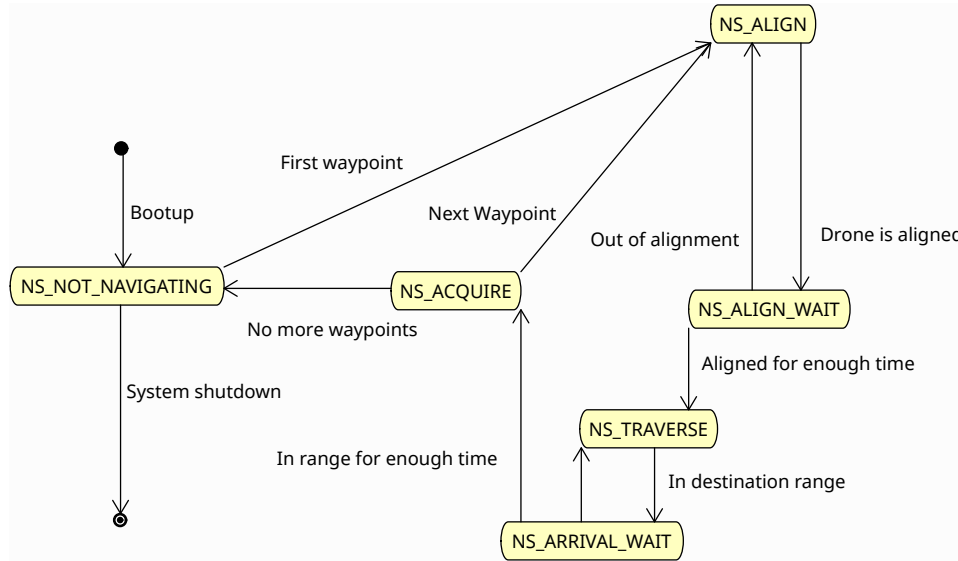 NS_ALIGN
First waypoint
Bootup
Next Waypoint
Out of alignment
Drone is aligned
NS_NOT_NAVIGATING
NS_ACQUIRE
NS_ALIGN_WAIT
No more waypoints
Aligned for enough time
System shutdown
NS_TRAVERSE
In range for enough time
In destination range
NS_ARRIVAL_WAIT